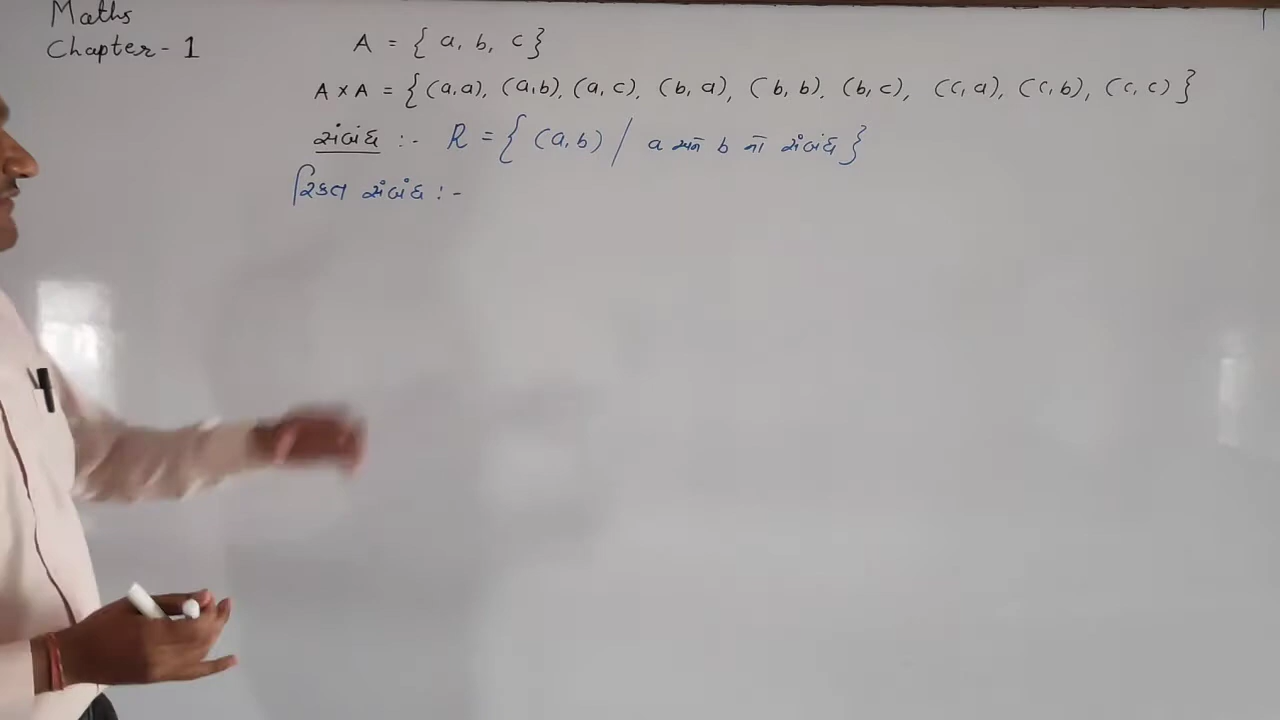 Maths
Chapter - 1
A = { a, b, c }
A × A = { (a,a), (a,b), (a, c), (b, a), (b, b), (b, c), (c, a), (c, b), (c, c) }
સંબંધ :- R = { (a,b) / a અને b નો સંબંધ }
રિક્ત સંબંધ :-